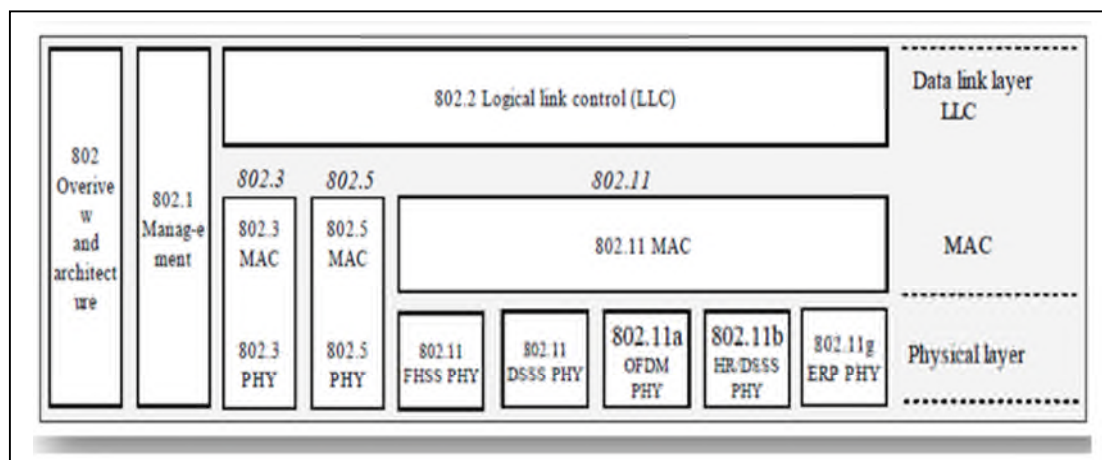 802
Overive
w
and
architect
ure
802.1
Manag-e
ment
802.2 Logical link control (LLC)
802.3
802.3
MAC
802.3
PHY
802.5
802.5
MAC
802.5
PHY
802.11
802.11 MAC
802.11
FHSS PHY
802.11
DSSS PHY
802.11a
OFDM
PHY
802.11b
HR/DSSS
PHY
802.11g
ERP PHY
Data link layer
LLC
MAC
Physical layer